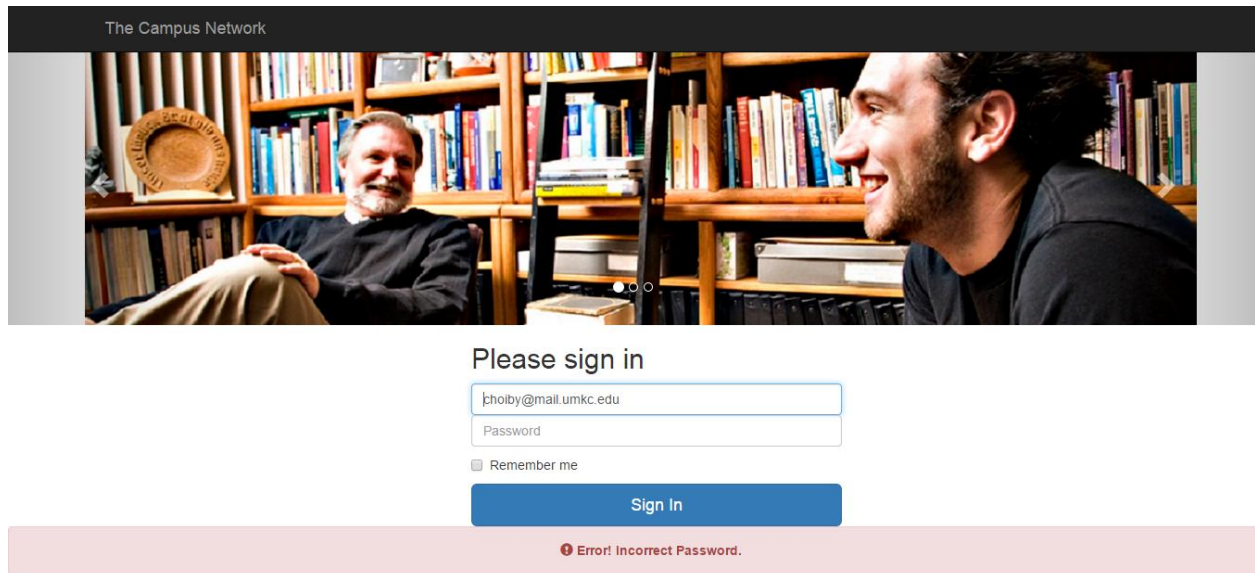 The Campus Network
Please sign in
choiby@mail.umkc.edu
Password
Remember me
Sign In
Error! Incorrect Password.